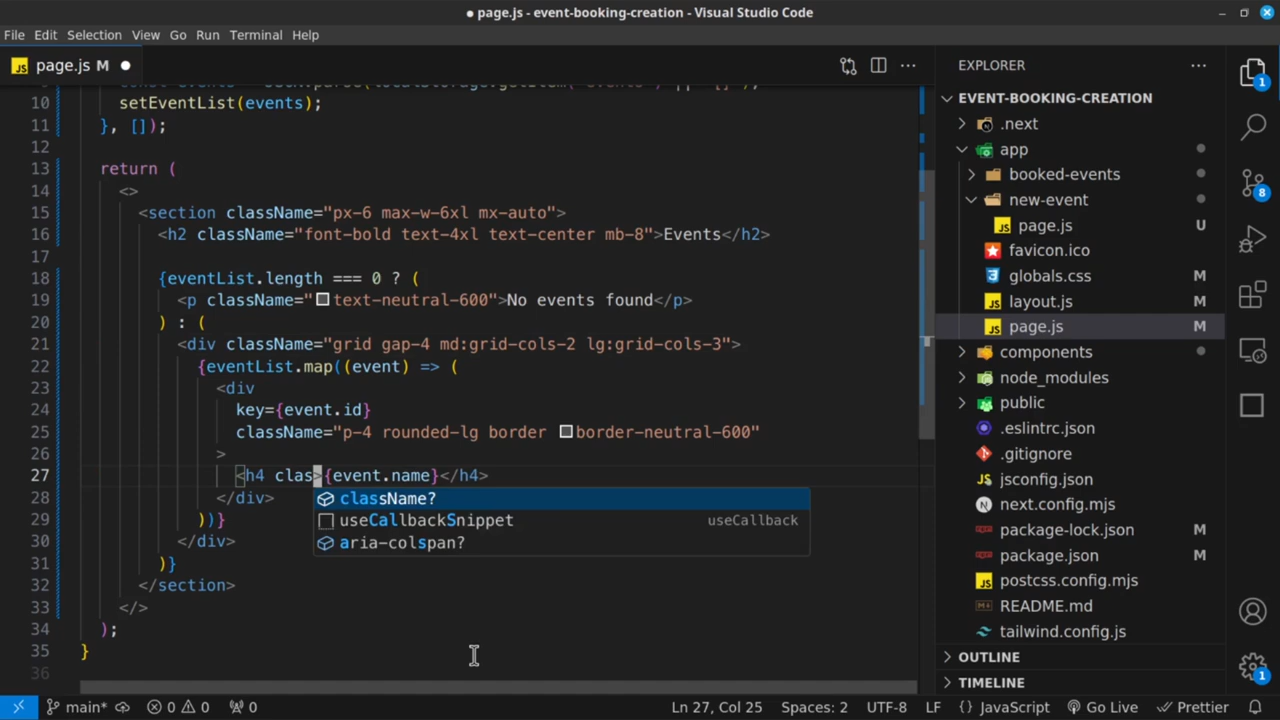 ● page.js - event-booking-creation - Visual Studio Code
File Edit Selection View Go Run Terminal Help
page.js M ●
10 setEventList(events);
11 }, []);
12
13 return (
14 <>
15 <section className="px-6 max-w-6xl mx-auto">
16 <h2 className="font-bold text-4xl text-center mb-8">Events</h2>
17
18 {eventList.length === 0 ? (
19 <p className="text-neutral-600">No events found</p>
20 ) : (
21 <div className="grid gap-4 md:grid-cols-2 lg:grid-cols-3">
22 {eventList.map((event) => (
23 <div
24 key={event.id}
25 className="p-4 rounded-lg border border-neutral-600"
26 >
27 <h4 clas>{event.name}</h4>
28 </div>
29 ))}
30 </div>
31 )}
32 </section>
33 </>
34 );
35 }
36
className?
useCallbackSnippet useCallback
aria-colspan?
EXPLORER
EVENT-BOOKING-CREATION
.next
app
booked-events
new-event
page.js U
favicon.ico
globals.css M
layout.js M
page.js M
components
node_modules
public
.eslintrc.json
.gitignore
jsconfig.json
next.config.mjs
package-lock.json M
package.json M
postcss.config.mjs
README.md
tailwind.config.js
OUTLINE
TIMELINE
1
8
1
main* 0 0 0 Ln 27, Col 25 Spaces: 2 UTF-8 LF {} JavaScript Go Live Prettier